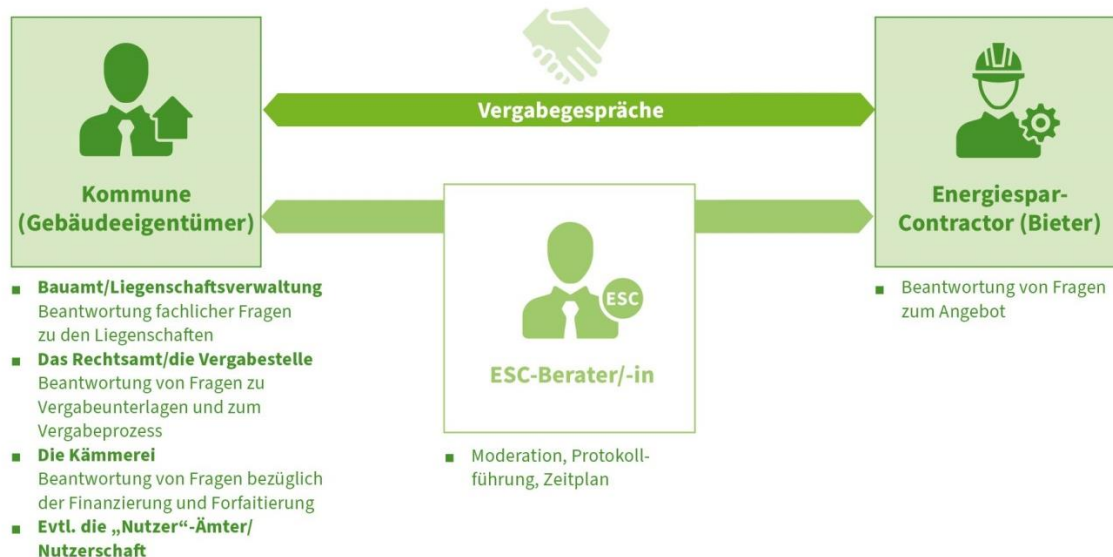 Vergabegespräche
Kommune
(Gebäudeeigentümer)
■ Bauamt/Liegenschaftsverwaltung
Beantwortung fachlicher Fragen
zu den Liegenschaften
■ Das Rechtsamt/die Vergabestelle
Beantwortung von Fragen zu
Vergabeunterlagen und zum
Vergabeprozess
■ Die Kämmerei
Beantwortung von Fragen bezüglich
der Finanzierung und Forfaitierung
■ Evtl. die „Nutzer“-Ämter/
Nutzerschaft
ESC
ESC-Berater/-in
■ Moderation, Protokoll-
führung, Zeitplan
Energiespar-
Contractor (Bieter)
■ Beantwortung von Fragen
zum Angebot